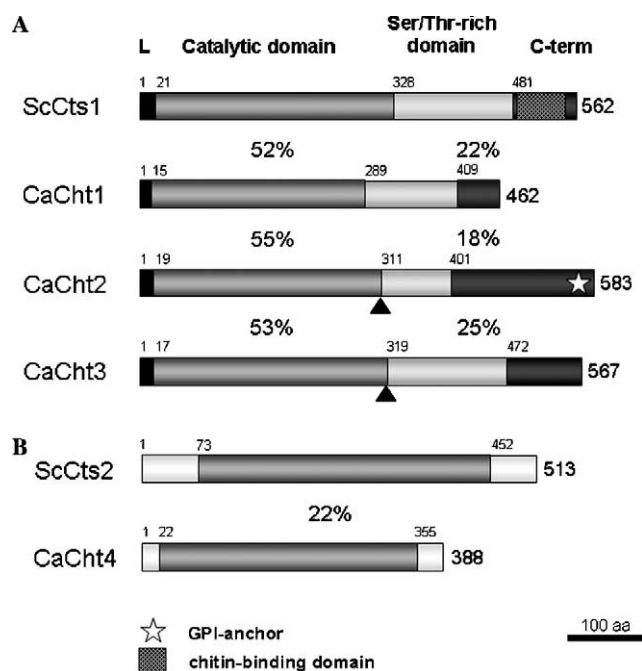 A
L Catalytic domain Ser/Thr-rich domain C-term
1 21 328 481
ScCts1 562
52% 22%
1 15 289 409
CaCht1 462
55% 18%
1 19 311 401
CaCht2 583
53% 25%
1 17 319 472
CaCht3 567
B
1 73 452
ScCts2 513
22%
1 22 355
CaCht4 388
GPI-anchor
chitin-binding domain
100 aa